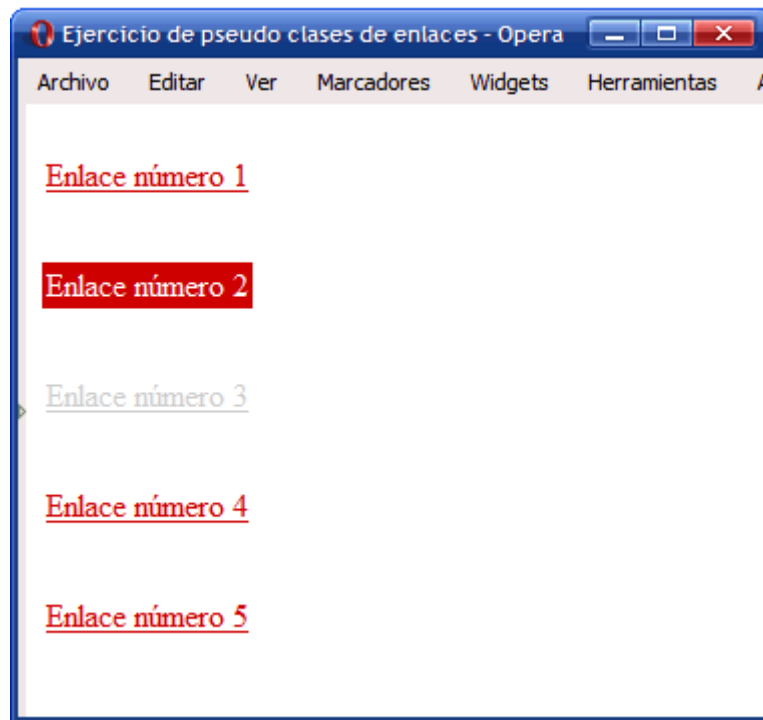 Ejercicio de pseudo clases de enlaces - Opera
Archivo Editar Ver Marcadores Widgets Herramientas
Enlace número 1
Enlace número 2
Enlace número 3
Enlace número 4
Enlace número 5